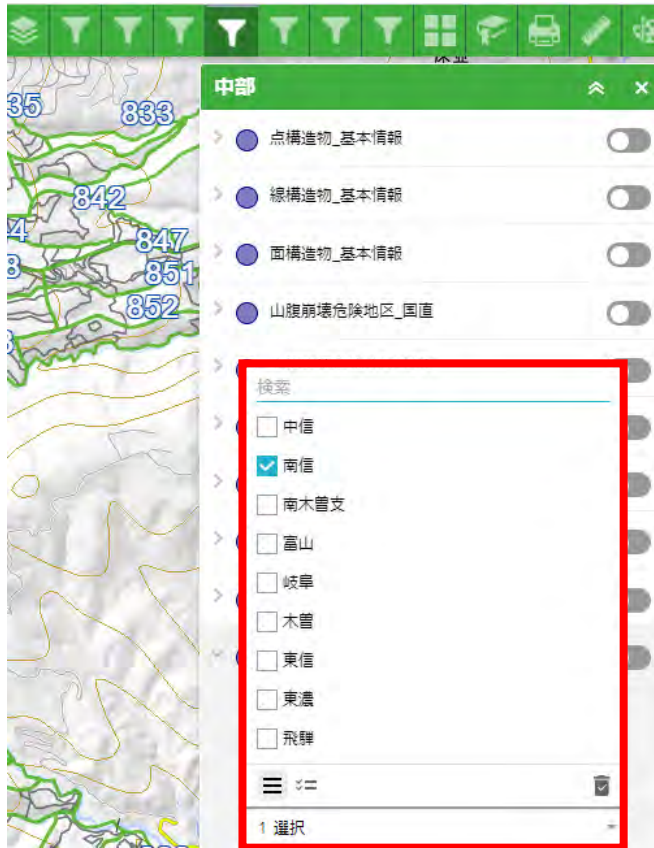 中部
835
833
842
847
851
852
点構造物_基本情報
線構造物_基本情報
面構造物_基本情報
山腹崩壊危険地区_国直
検索
中信
南信
南木曽支
富山
岐阜
木曽
東信
東濃
飛騨
1 選択